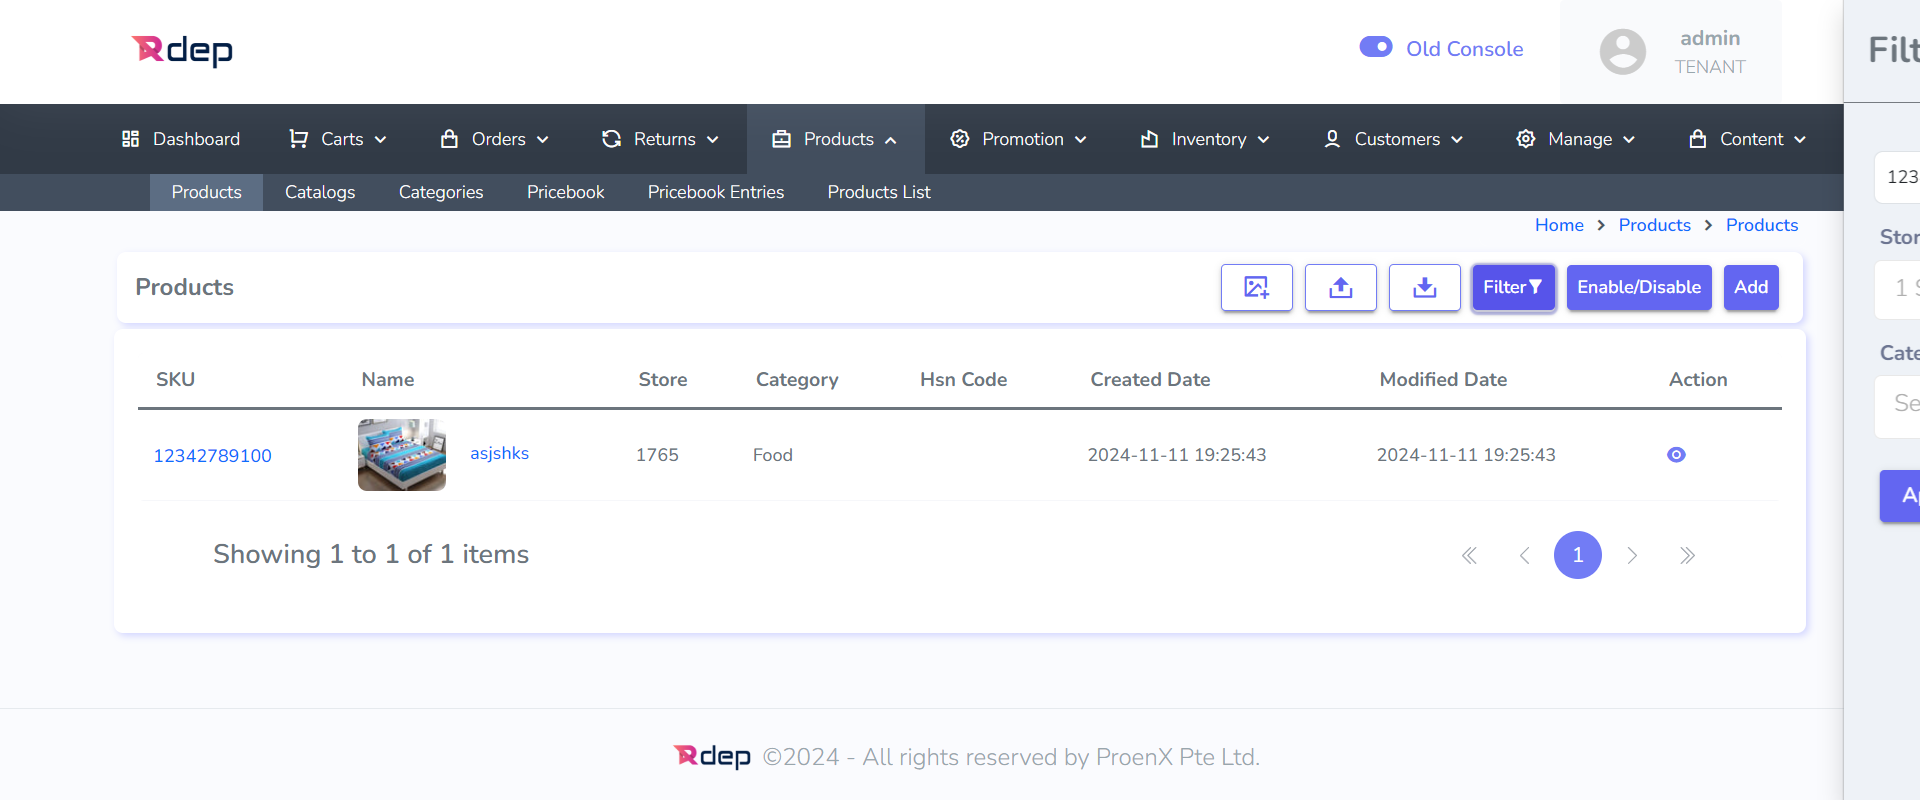 Rdep
Old Console
admin
TENANT
Filt
Dashboard Carts Orders Returns Products Promotion Inventory Customers Manage Content
Products Catalogs Categories Pricebook Pricebook Entries Products List
Home > Products > Products
123
Stor
1 S
Cate
Se
Ap
Products
Filter Enable/Disable Add
SKU Name Store Category Hsn Code Created Date Modified Date Action
12342789100 asjshks 1765 Food 2024-11-11 19:25:43 2024-11-11 19:25:43
Showing 1 to 1 of 1 items
1
Rdep ©2024 - All rights reserved by ProenX Pte Ltd.